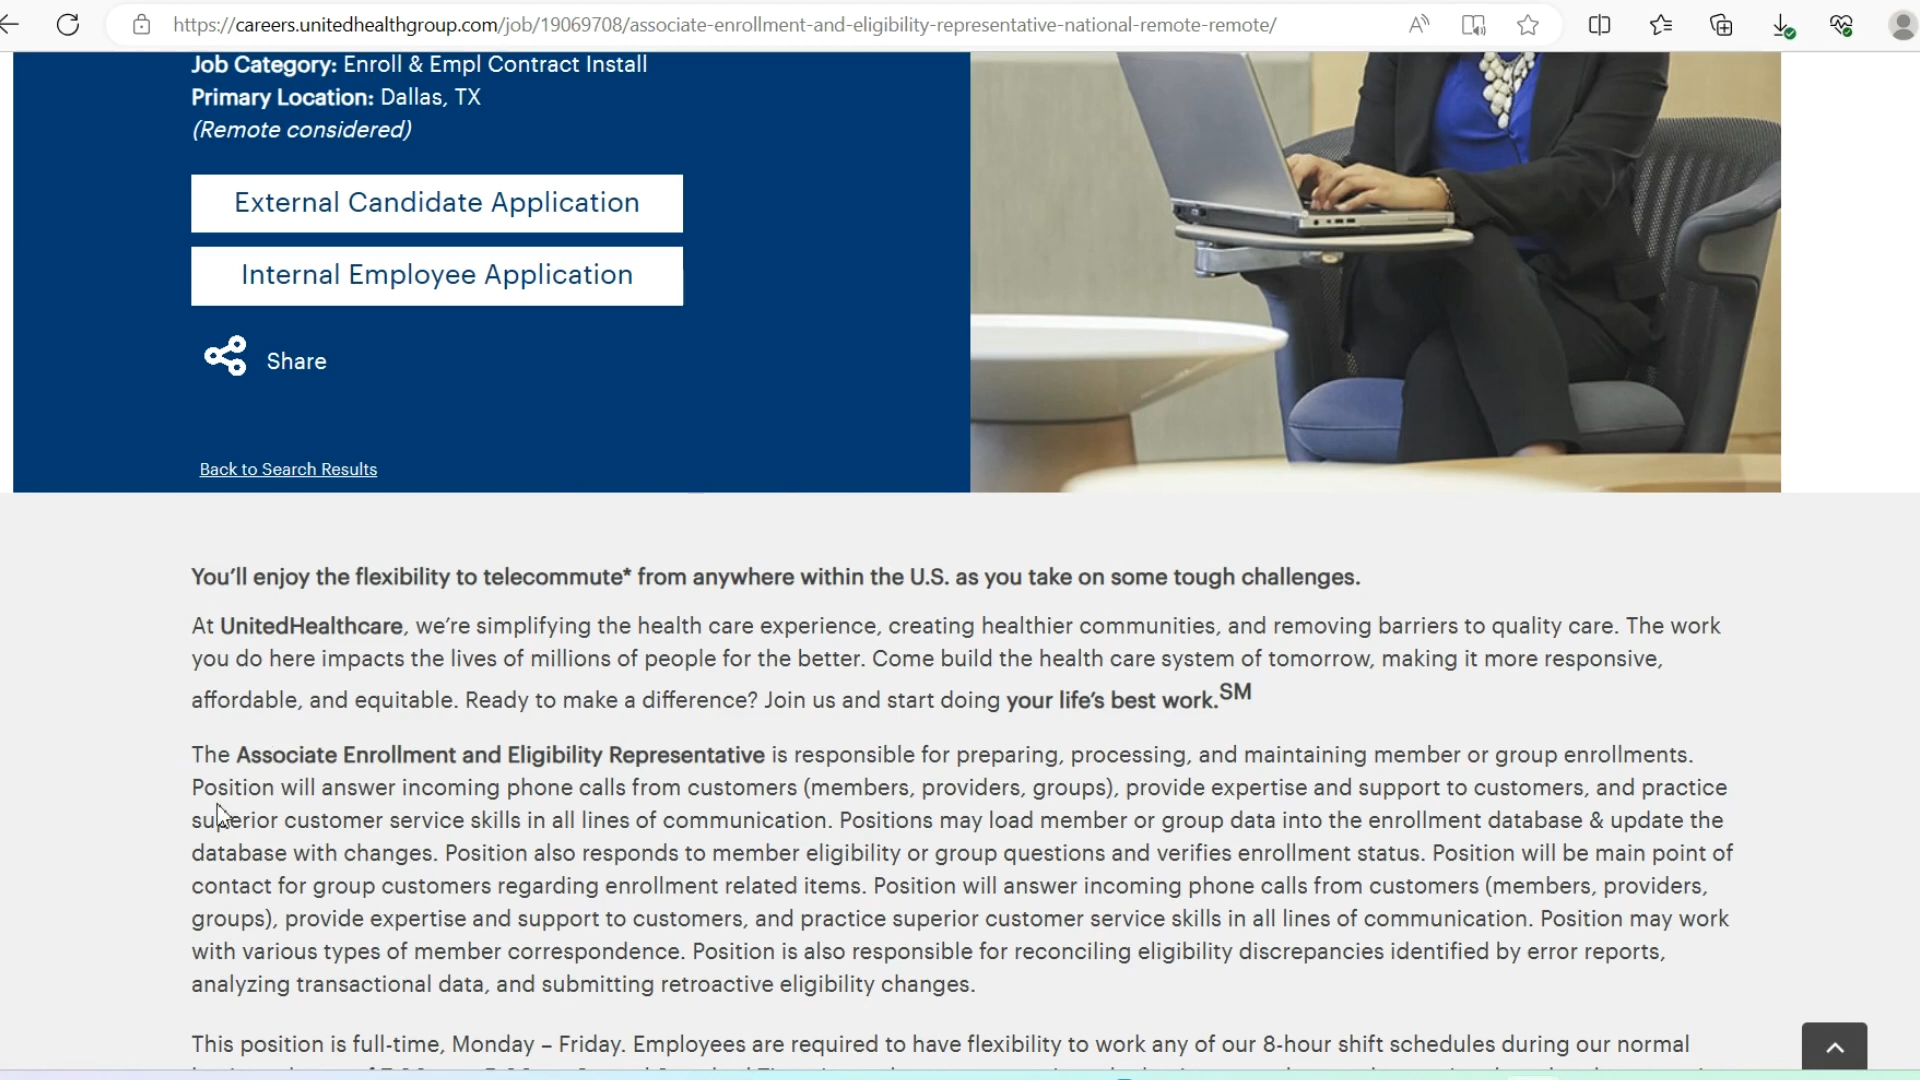 https://careers.unitedhealthgroup.com/job/19069708/associate-enrollment-and-eligibility-representative-national-remote-remote/
Job Category: Enroll & Empl Contract Install
Primary Location: Dallas, TX
(Remote considered)
External Candidate Application
Internal Employee Application
Share
Back to Search Results
You’ll enjoy the flexibility to telecommute* from anywhere within the U.S. as you take on some tough challenges.
At UnitedHealthcare, we’re simplifying the health care experience, creating healthier communities, and removing barriers to quality care. The work
you do here impacts the lives of millions of people for the better. Come build the health care system of tomorrow, making it more responsive,
affordable, and equitable. Ready to make a difference? Join us and start doing your life’s best work.SM
The Associate Enrollment and Eligibility Representative is responsible for preparing, processing, and maintaining member or group enrollments.
Position will answer incoming phone calls from customers (members, providers, groups), provide expertise and support to customers, and practice
superior customer service skills in all lines of communication. Positions may load member or group data into the enrollment database & update the
database with changes. Position also responds to member eligibility or group questions and verifies enrollment status. Position will be main point of
contact for group customers regarding enrollment related items. Position will answer incoming phone calls from customers (members, providers,
groups), provide expertise and support to customers, and practice superior customer service skills in all lines of communication. Position may work
with various types of member correspondence. Position is also responsible for reconciling eligibility discrepancies identified by error reports,
analyzing transactional data, and submitting retroactive eligibility changes.
This position is full-time, Monday – Friday. Employees are required to have flexibility to work any of our 8-hour shift schedules during our normal